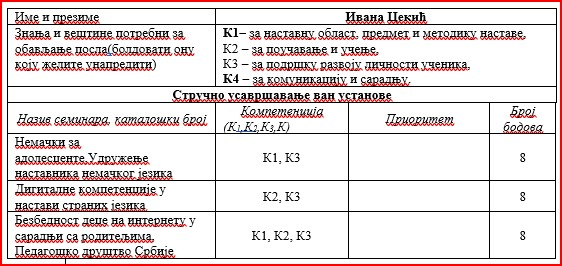 Име и презиме
Ивана Цекић
Знања и вештине потребни за
обављање посла(болдовати ону
коју желите унапредити)
К1– за наставну област, предмет и методику наставе,
К2 – за поучавање и учење,
К3 – за подршку развоју личности ученика,
К4 – за комуникацију и сарадњу.
Стручно усавршавање ван установе
Назив семинара, каталошки број
Компетенција
(К1,К2,К3,К)
Приоритет
Број
бодова
Немачки за
адолесценте,Удружење
наставника немачког језика
К1, К3
8
Дигиталне компетенције у
настави страних језика
К2, К3
8
Безбедност деце на интернету у
сарадњи са родитељима,
Педагошко друштво Србије
К1, К2, К3
8